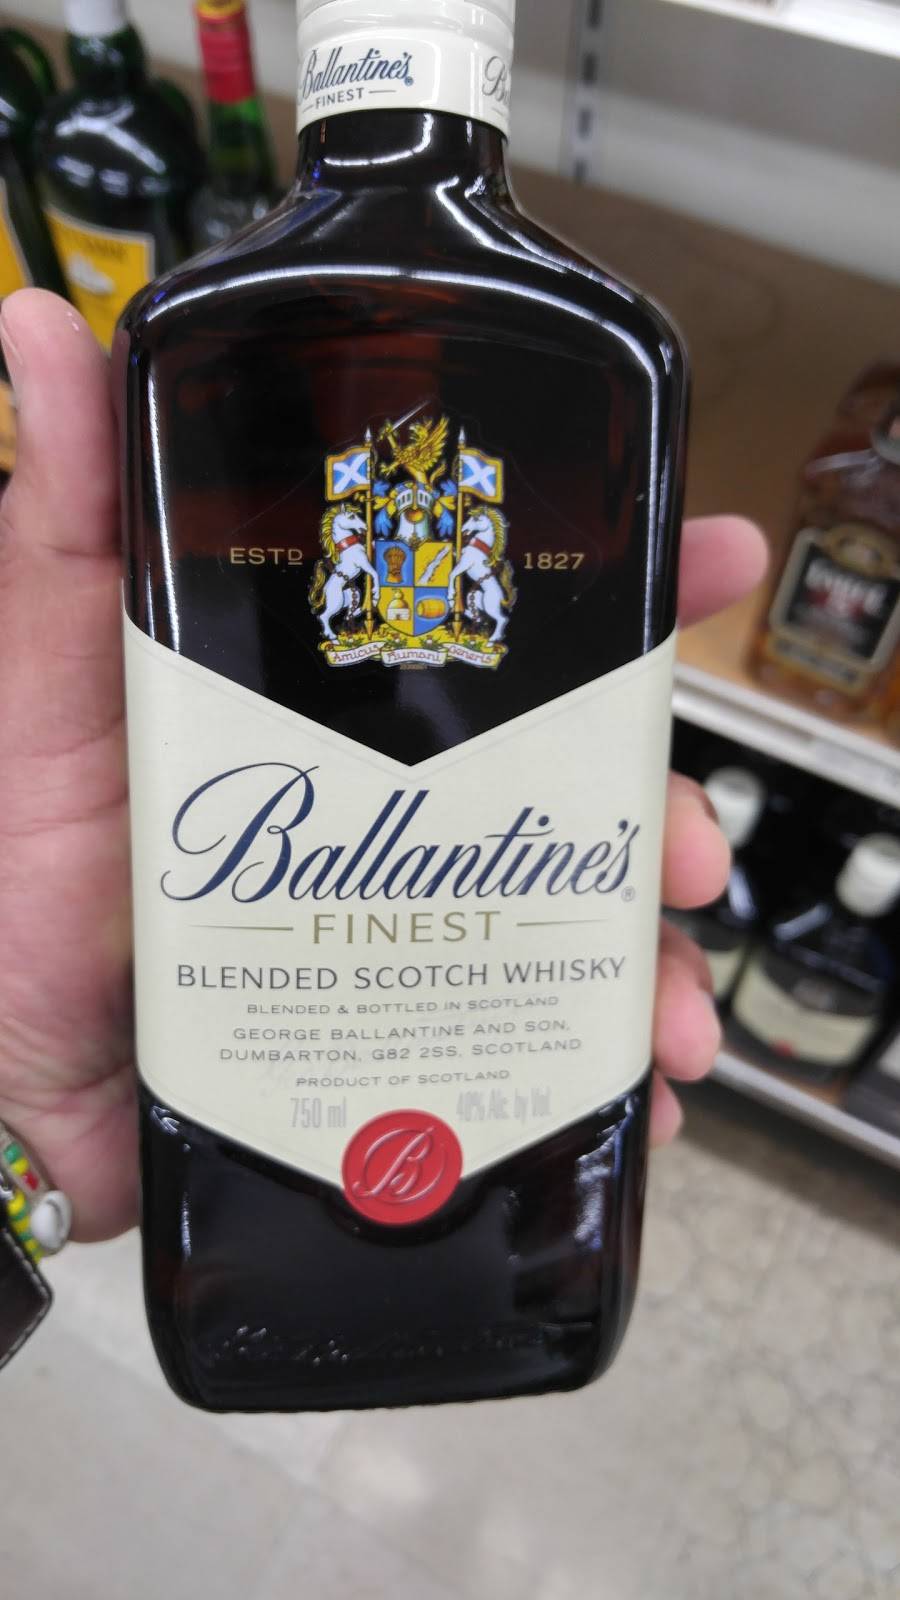 Ballantine's
FINEST
ESTD 1827
Amicus Humani Generis
Ballantine's®
FINEST
BLENDED SCOTCH WHISKY
BLENDED & BOTTLED IN SCOTLAND
GEORGE BALLANTINE AND SON,
DUMBARTON, G82 2SS, SCOTLAND
PRODUCT OF SCOTLAND
750 ml 40% Alc by Vol.
B